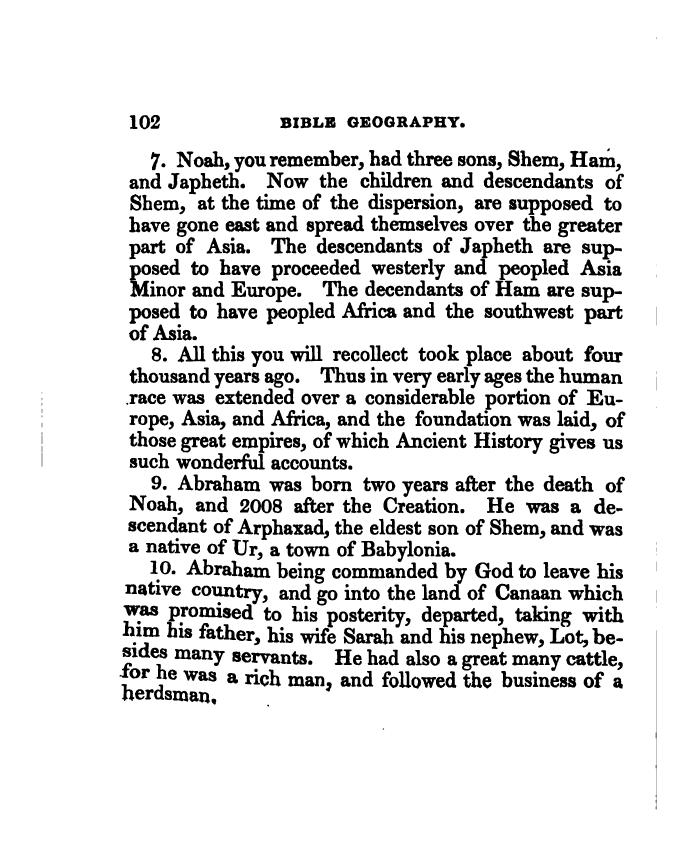 102 BIBLE GEOGRAPHY.
7. Noah, you remember, had three sons, Shem, Ham,
and Japheth. Now the children and descendants of
Shem, at the time of the dispersion, are supposed to
have gone east and spread themselves over the greater
part of Asia. The descendants of Japheth are sup-
posed to have proceeded westerly and peopled Asia
Minor and Europe. The decendants of Ham are sup-
posed to have peopled Africa and the southwest part
of Asia.
8. All this you will recollect took place about four
thousand years ago. Thus in very early ages the human
race was extended over a considerable portion of Eu-
rope, Asia, and Africa, and the foundation was laid, of
those great empires, of which Ancient History gives us
such wonderful accounts.
9. Abraham was born two years after the death of
Noah, and 2008 after the Creation. He was a de-
scendant of Arphaxad, the eldest son of Shem, and was
a native of Ur, a town of Babylonia.
10. Abraham being commanded by God to leave his
native country, and go into the land of Canaan which
was promised to his posterity, departed, taking with
him his father, his wife Sarah and his nephew, Lot, be-
sides many servants. He had also a great many cattle,
for he was a rich man, and followed the business of a
herdsman.